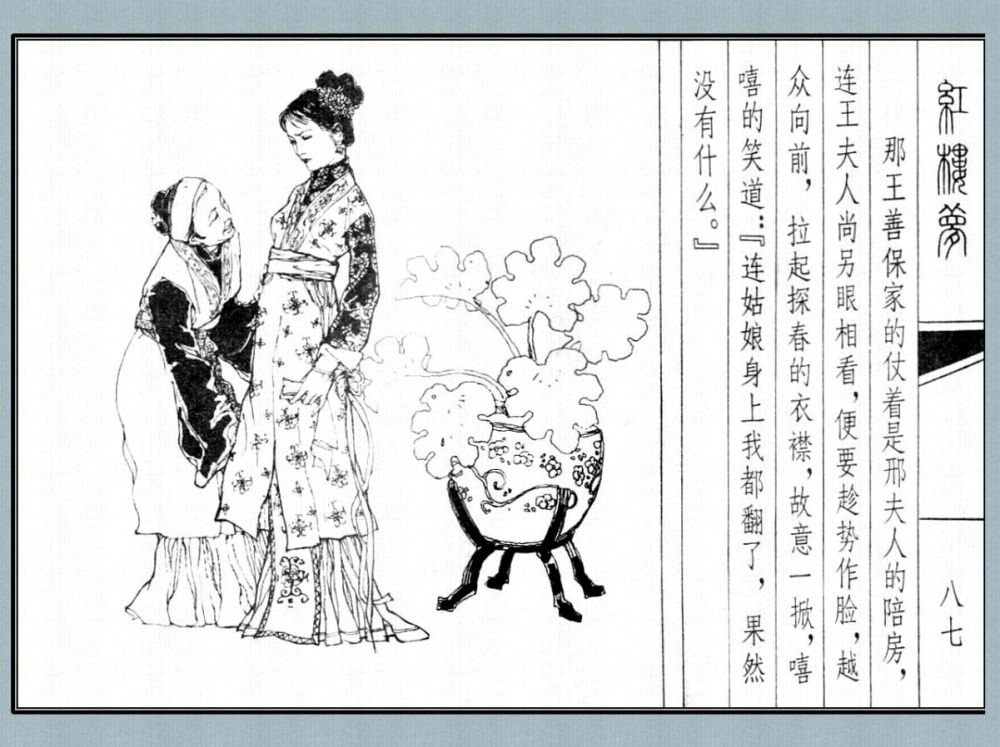 紅樓夢
八七
那王善保家的仗着是邢夫人的陪房，
连王夫人尚另眼相看，便要趁势作脸，越
众向前，拉起探春的衣襟，故意一掀，嘻
嘻的笑道：『连姑娘身上我都翻了，果然
没有什么。』